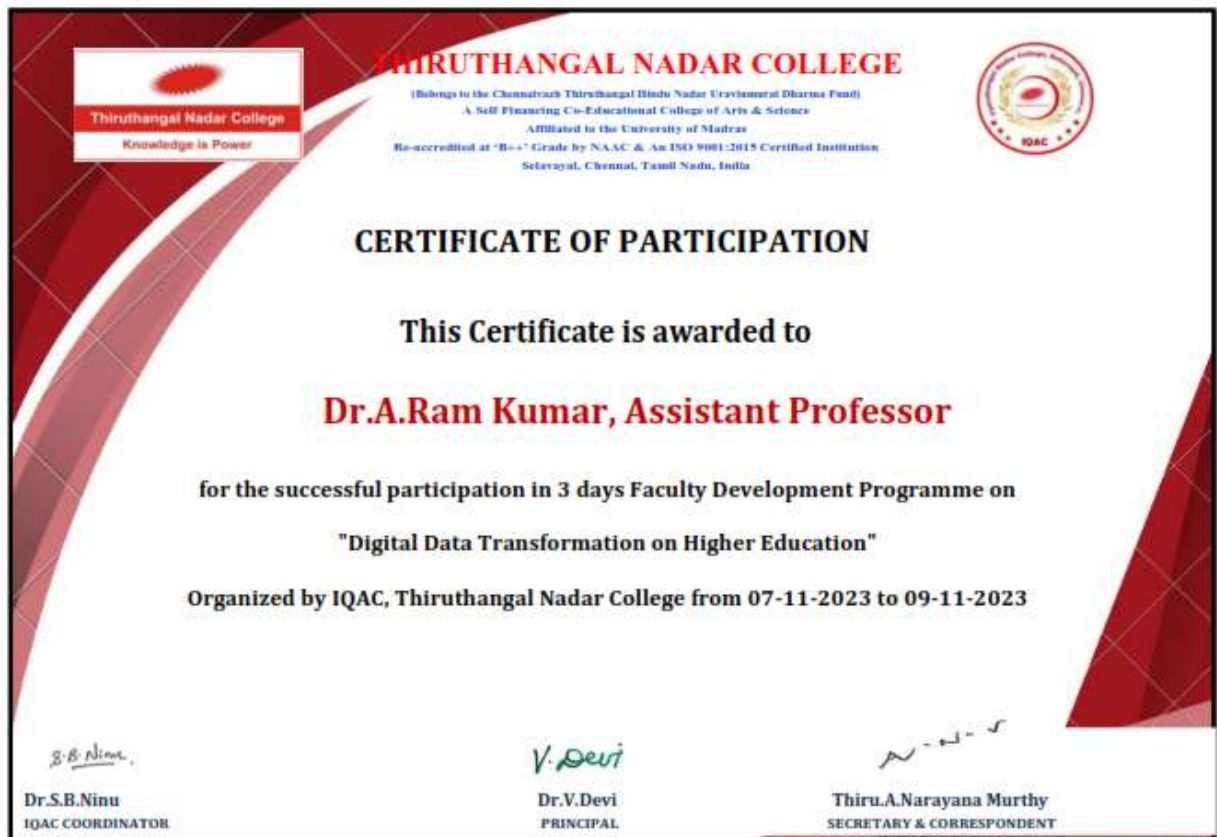 Thiruthangal Nadar College
Knowledge is Power
THIRUTHANGAL NADAR COLLEGE
(Belongs to the Chennaivazh Thiruthangal Hindu Nadar Uravinmurai Dharma Fund)
A Self Financing Co-Educational College of Arts & Science
Affiliated to the University of Madras
Re-accredited at 'B++' Grade by NAAC & An ISO 9001:2015 Certified Institution
Selavayal, Chennai, Tamil Nadu, India
IQAC
CERTIFICATE OF PARTICIPATION
This Certificate is awarded to
Dr.A.Ram Kumar, Assistant Professor
for the successful participation in 3 days Faculty Development Programme on
"Digital Data Transformation on Higher Education"
Organized by IQAC, Thiruthangal Nadar College from 07-11-2023 to 09-11-2023
S.B.Ninu.
V. Devi
Dr.S.B.Ninu
IQAC COORDINATOR
Dr.V.Devi
PRINCIPAL
Thiru.A.Narayana Murthy
SECRETARY & CORRESPONDENT